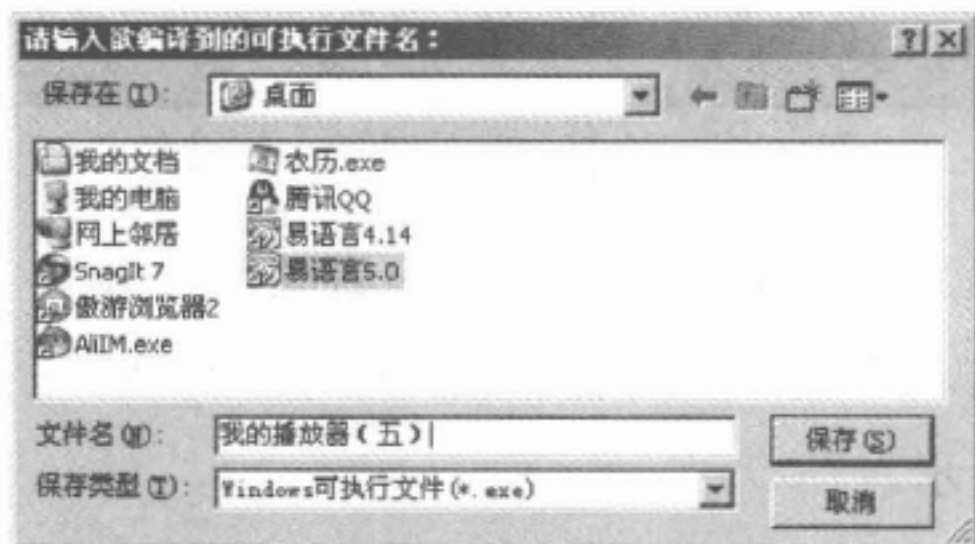 请输入欲编译到的可执行文件名：
保存在(I)： 桌面
我的文档
我的电脑
网上邻居
SnagIt 7
傲游浏览器2
AliIM.exe
农历.exe
腾讯QQ
易语言4.14
易语言5.0
文件名(N)： 我的播放器(五)
保存(S)
保存类型(T)： Windows可执行文件(*.exe)
取消